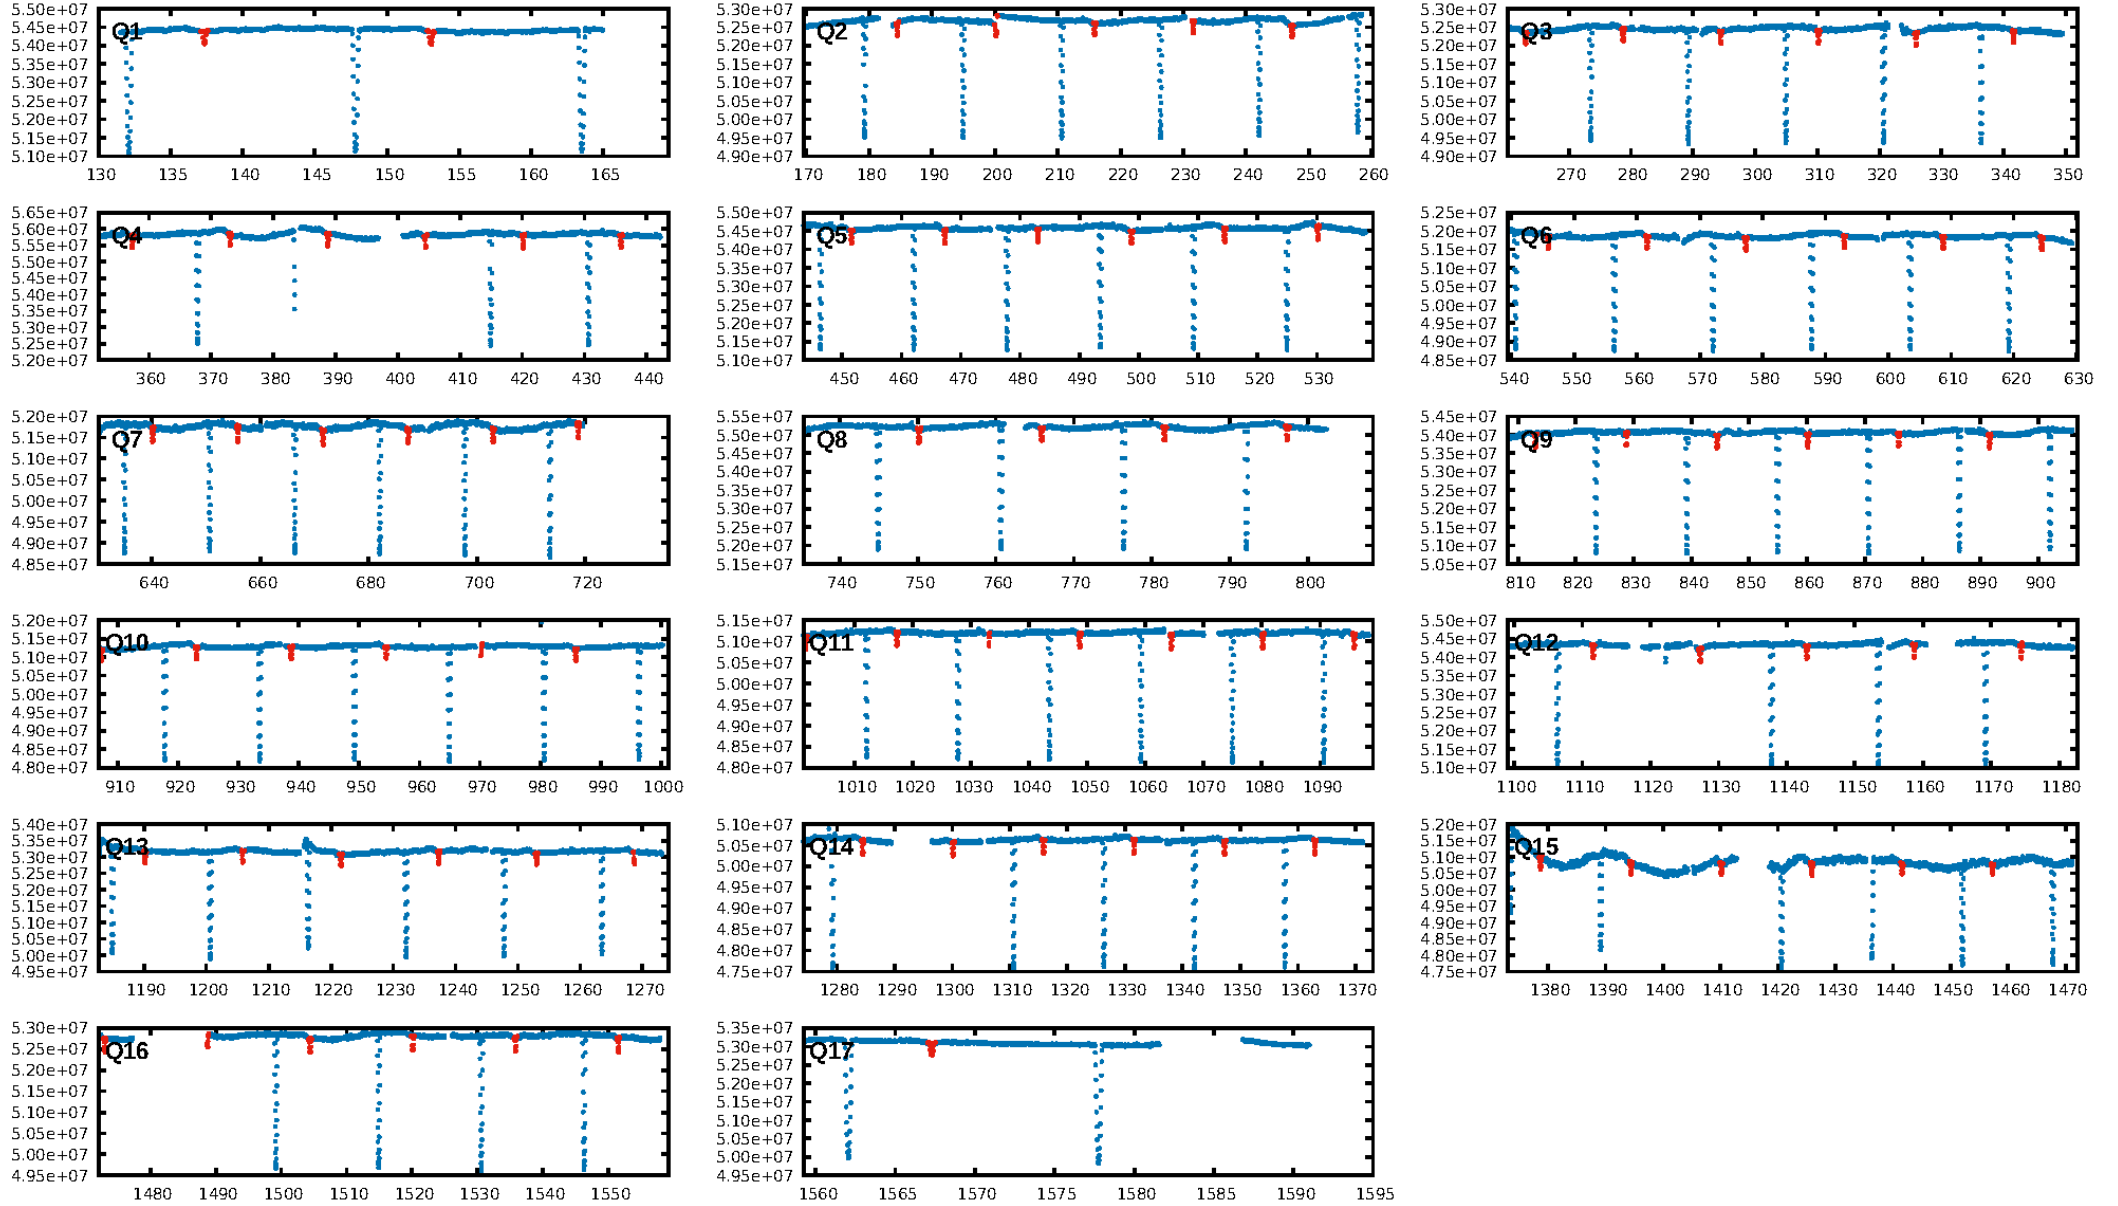 5.50e+07
5.45e+07
5.40e+07
5.35e+07
5.30e+07
5.25e+07
5.20e+07
5.15e+07
5.10e+07
Q1
130 135 140 145 150 155 160 165
5.30e+07
5.25e+07
5.20e+07
5.15e+07
5.10e+07
5.05e+07
5.00e+07
4.95e+07
4.90e+07
Q2
170 180 190 200 210 220 230 240 250 260
5.30e+07
5.25e+07
5.20e+07
5.15e+07
5.10e+07
5.05e+07
5.00e+07
4.95e+07
4.90e+07
Q3
270 280 290 300 310 320 330 340 350
5.65e+07
5.60e+07
5.55e+07
5.50e+07
5.45e+07
5.40e+07
5.35e+07
5.30e+07
5.25e+07
5.20e+07
Q4
360 370 380 390 400 410 420 430 440
5.50e+07
5.45e+07
5.40e+07
5.35e+07
5.30e+07
5.25e+07
5.20e+07
5.15e+07
5.10e+07
Q5
450 460 470 480 490 500 510 520 530
5.25e+07
5.20e+07
5.15e+07
5.10e+07
5.05e+07
5.00e+07
4.95e+07
4.90e+07
4.85e+07
Q6
540 550 560 570 580 590 600 610 620 630
5.20e+07
5.15e+07
5.10e+07
5.05e+07
5.00e+07
4.95e+07
4.90e+07
4.85e+07
Q7
640 660 680 700 720
5.55e+07
5.50e+07
5.45e+07
5.40e+07
5.35e+07
5.30e+07
5.25e+07
5.20e+07
5.15e+07
Q8
740 750 760 770 780 790 800
5.45e+07
5.40e+07
5.35e+07
5.30e+07
5.25e+07
5.20e+07
5.15e+07
5.10e+07
5.05e+07
Q9
810 820 830 840 850 860 870 880 890 900
5.20e+07
5.15e+07
5.10e+07
5.05e+07
5.00e+07
4.95e+07
4.90e+07
4.85e+07
4.80e+07
Q10
910 920 930 940 950 960 970 980 990 1000
5.15e+07
5.10e+07
5.05e+07
5.00e+07
4.95e+07
4.90e+07
4.85e+07
4.80e+07
Q11
1010 1020 1030 1040 1050 1060 1070 1080 1090
5.50e+07
5.45e+07
5.40e+07
5.35e+07
5.30e+07
5.25e+07
5.20e+07
5.15e+07
5.10e+07
Q12
1100 1110 1120 1130 1140 1150 1160 1170 1180
5.40e+07
5.35e+07
5.30e+07
5.25e+07
5.20e+07
5.15e+07
5.10e+07
5.05e+07
5.00e+07
4.95e+07
Q13
1190 1200 1210 1220 1230 1240 1250 1260 1270
5.10e+07
5.05e+07
5.00e+07
4.95e+07
4.90e+07
4.85e+07
4.80e+07
4.75e+07
Q14
1280 1290 1300 1310 1320 1330 1340 1350 1360 1370
5.20e+07
5.15e+07
5.10e+07
5.05e+07
5.00e+07
4.95e+07
4.90e+07
4.85e+07
4.80e+07
4.75e+07
Q15
1380 1390 1400 1410 1420 1430 1440 1450 1460 1470
5.30e+07
5.25e+07
5.20e+07
5.15e+07
5.10e+07
5.05e+07
5.00e+07
4.95e+07
Q16
1480 1490 1500 1510 1520 1530 1540 1550
5.35e+07
5.30e+07
5.25e+07
5.20e+07
5.15e+07
5.10e+07
5.05e+07
5.00e+07
4.95e+07
Q17
1560 1565 1570 1575 1580 1585 1590 1595